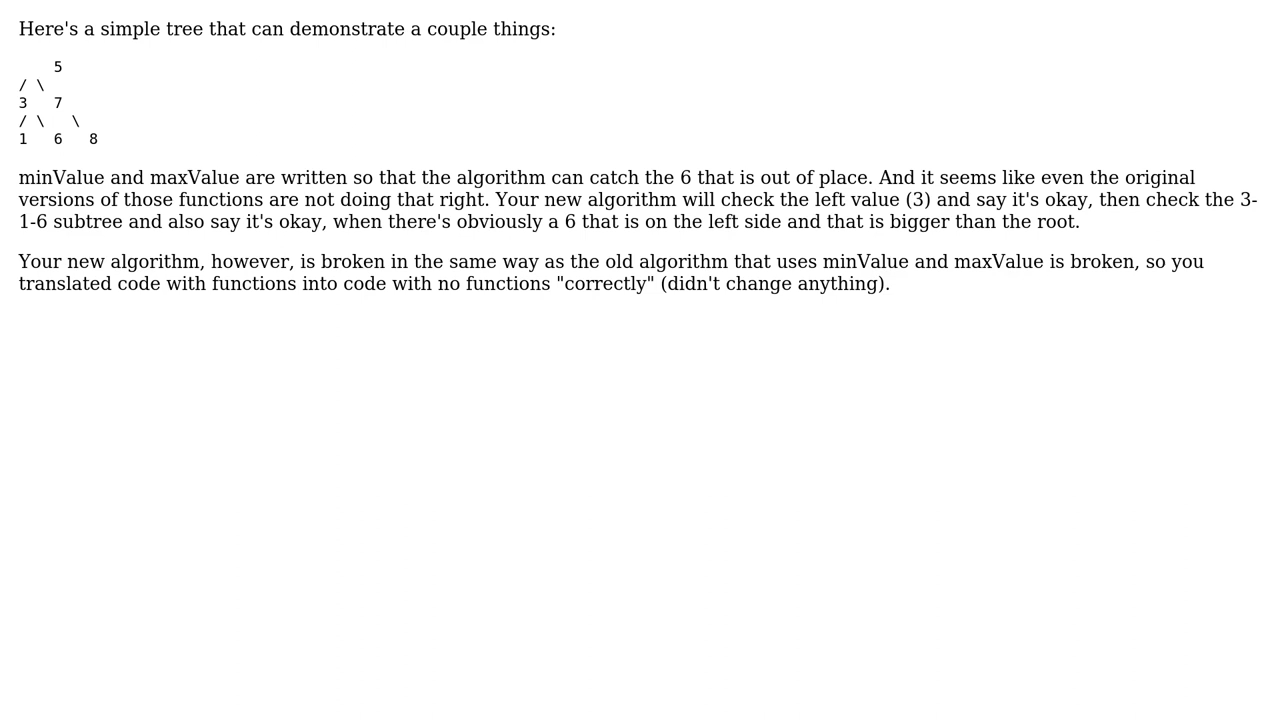 Here's a simple tree that can demonstrate a couple things:
    5
/ \
3   7
/ \   \
1   6   8
minValue and maxValue are written so that the algorithm can catch the 6 that is out of place. And it seems like even the original
versions of those functions are not doing that right. Your new algorithm will check the left value (3) and say it's okay, then check the 3-
1-6 subtree and also say it's okay, when there's obviously a 6 that is on the left side and that is bigger than the root.
Your new algorithm, however, is broken in the same way as the old algorithm that uses minValue and maxValue is broken, so you
translated code with functions into code with no functions "correctly" (didn't change anything).